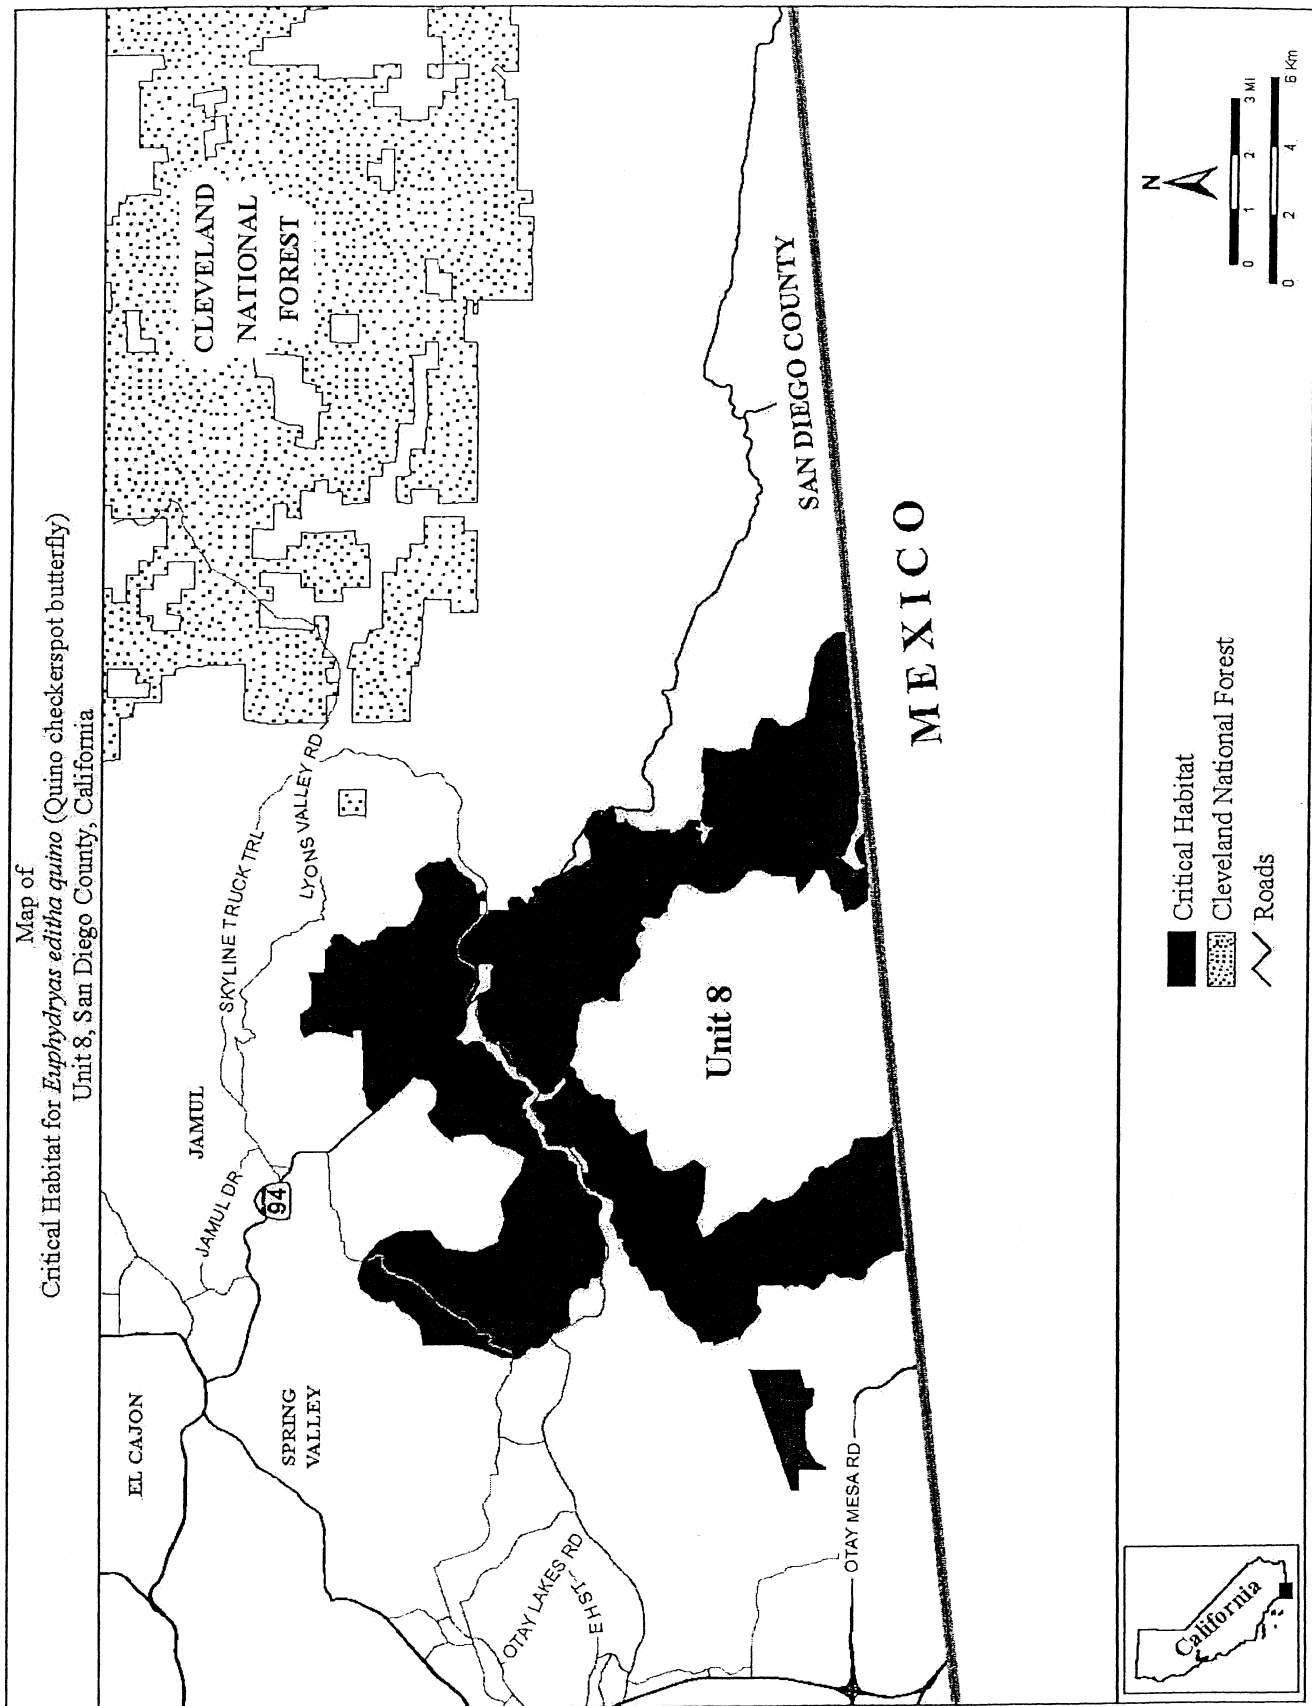 Map of
Critical Habitat for Euphydryas editha quino (Quino checkerspot butterfly)
Unit 8, San Diego County, California
CLEVELAND
NATIONAL
FOREST
SKYLINE TRUCK TRL
LYONS VALLEY RD
JAMUL
JAMUL DR
94
EL CAJON
SPRING
VALLEY
OTAY LAKES RD
E H ST
OTAY MESA RD
Unit 8
SAN DIEGO COUNTY
MEXICO
California
Critical Habitat
Cleveland National Forest
Roads
N
0 1 2 3 Mi
0 2 4 6 Km